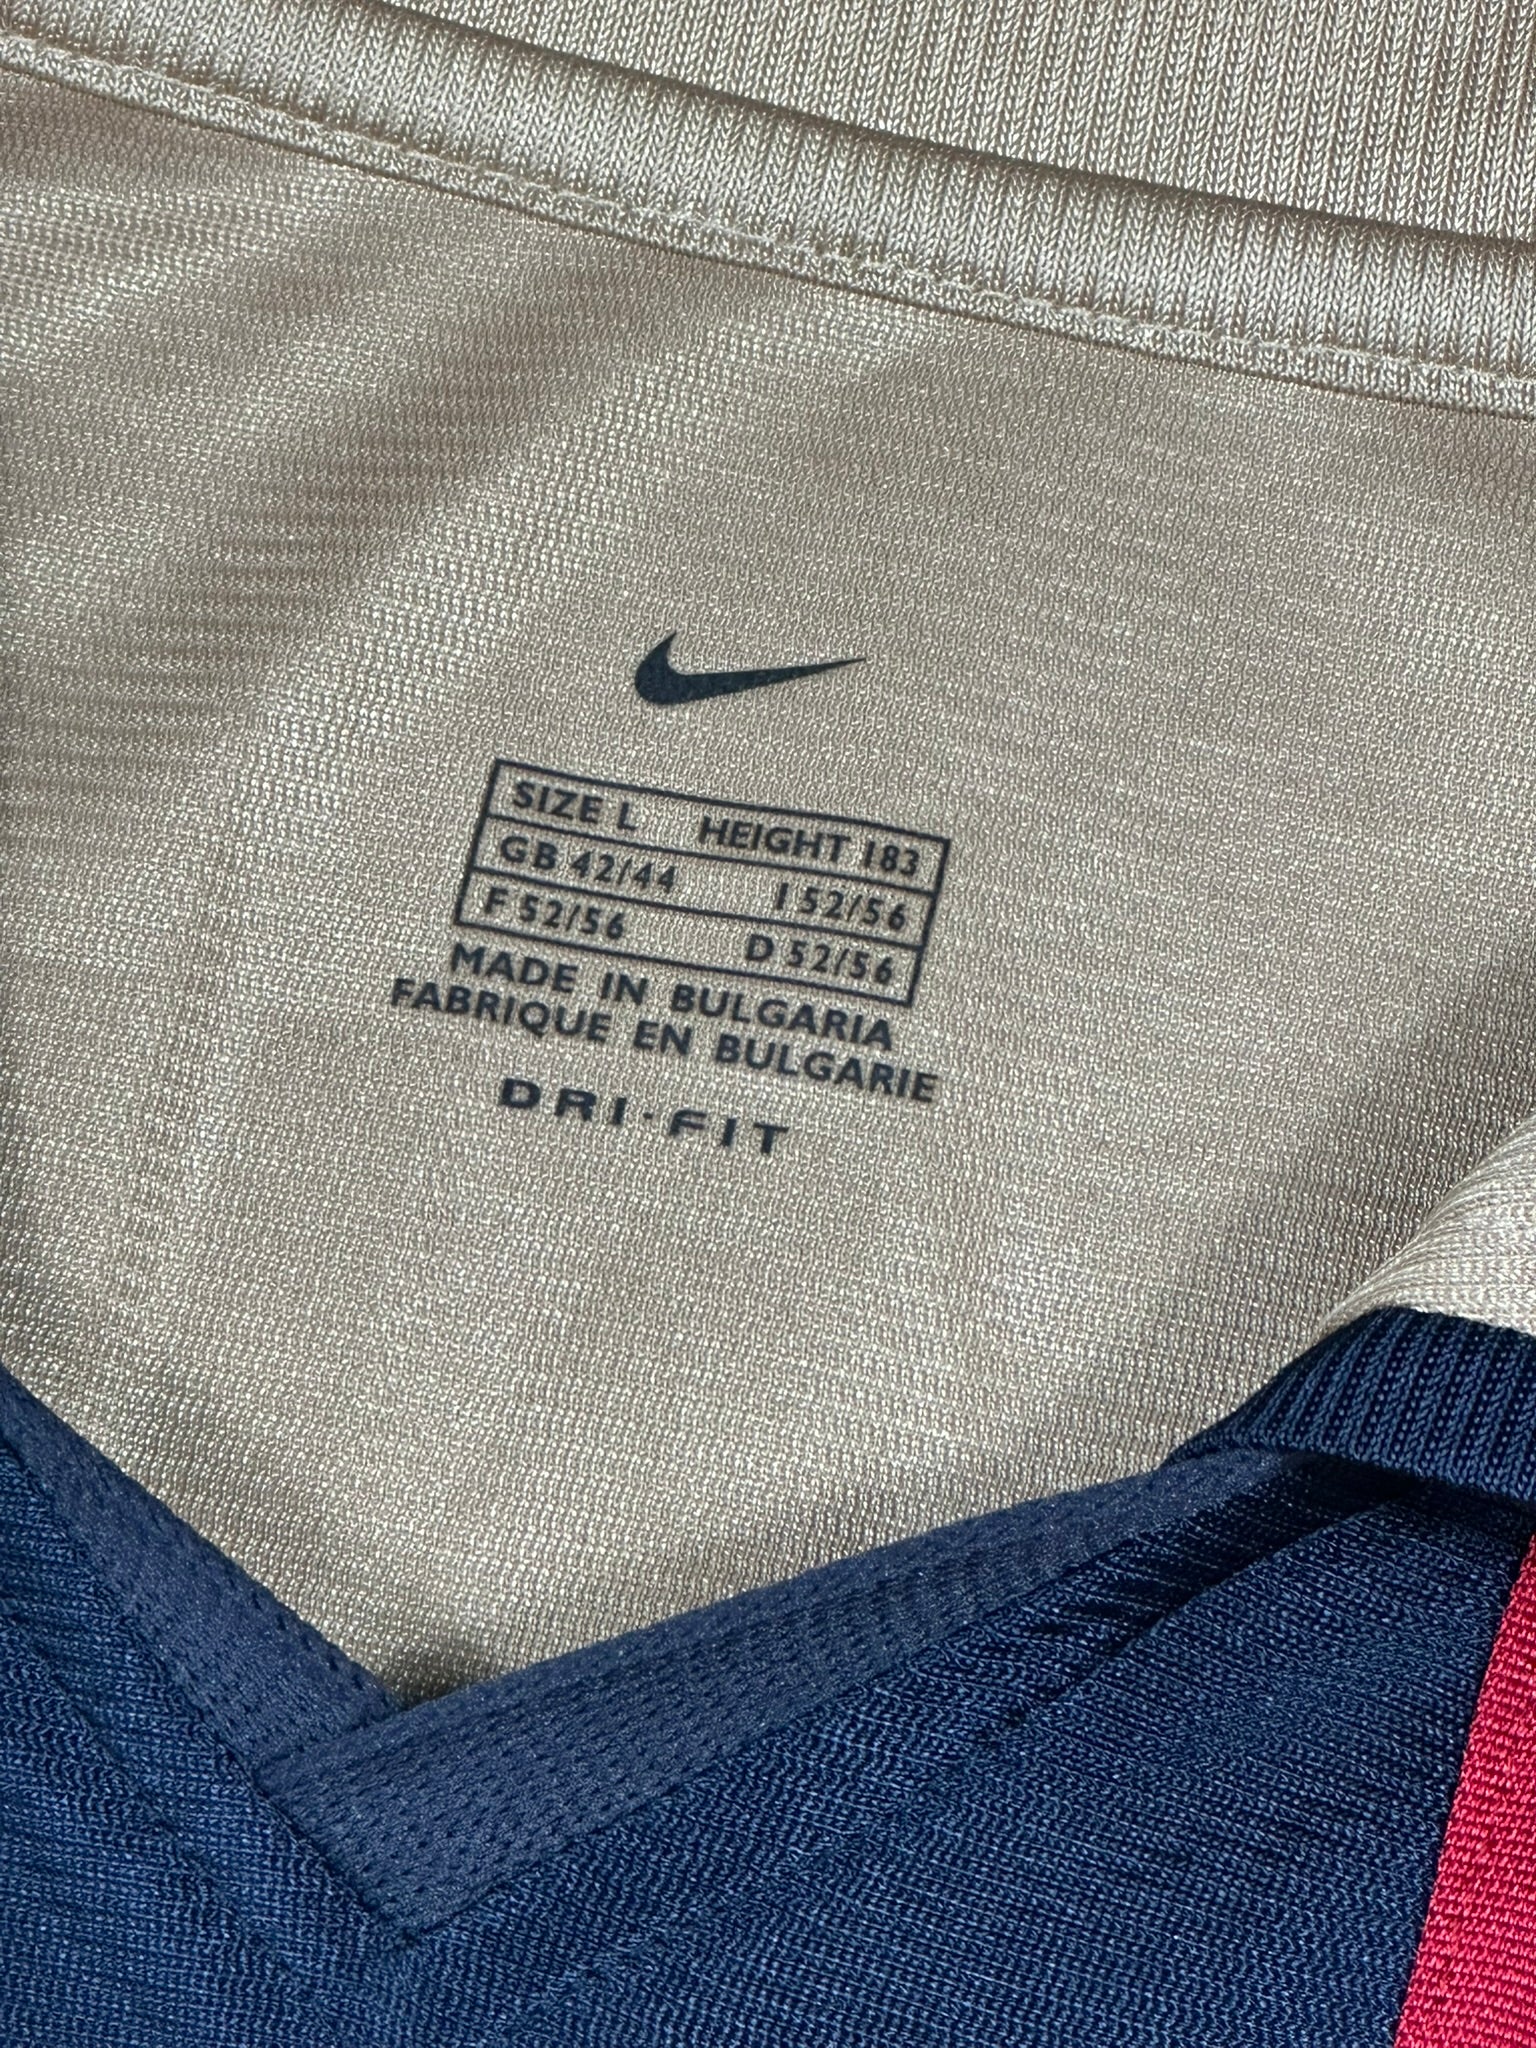 SIZE L HEIGHT 183
GB 42/44 I 52/56
F 52/56 D 52/56
MADE IN BULGARIA
FABRIQUE EN BULGARIE
DRI-FIT